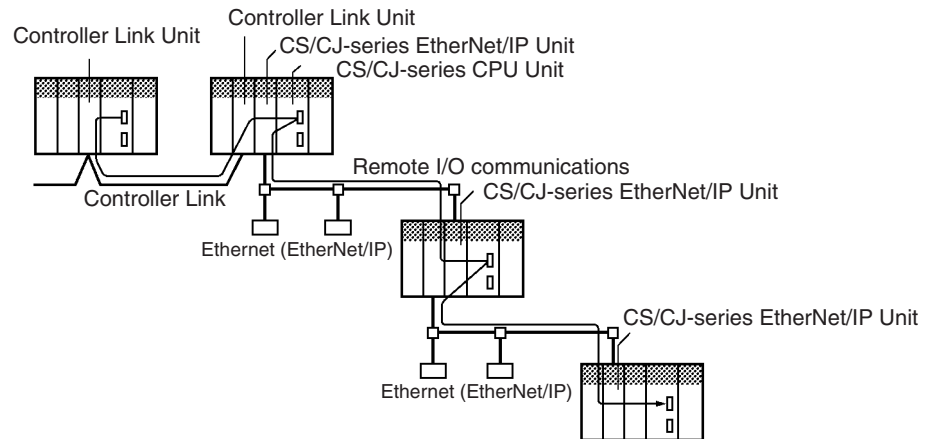 Controller Link Unit
Controller Link Unit
CS/CJ-series EtherNet/IP Unit
CS/CJ-series CPU Unit
Remote I/O communications
CS/CJ-series EtherNet/IP Unit
Controller Link
Ethernet (EtherNet/IP)
CS/CJ-series EtherNet/IP Unit
Ethernet (EtherNet/IP)